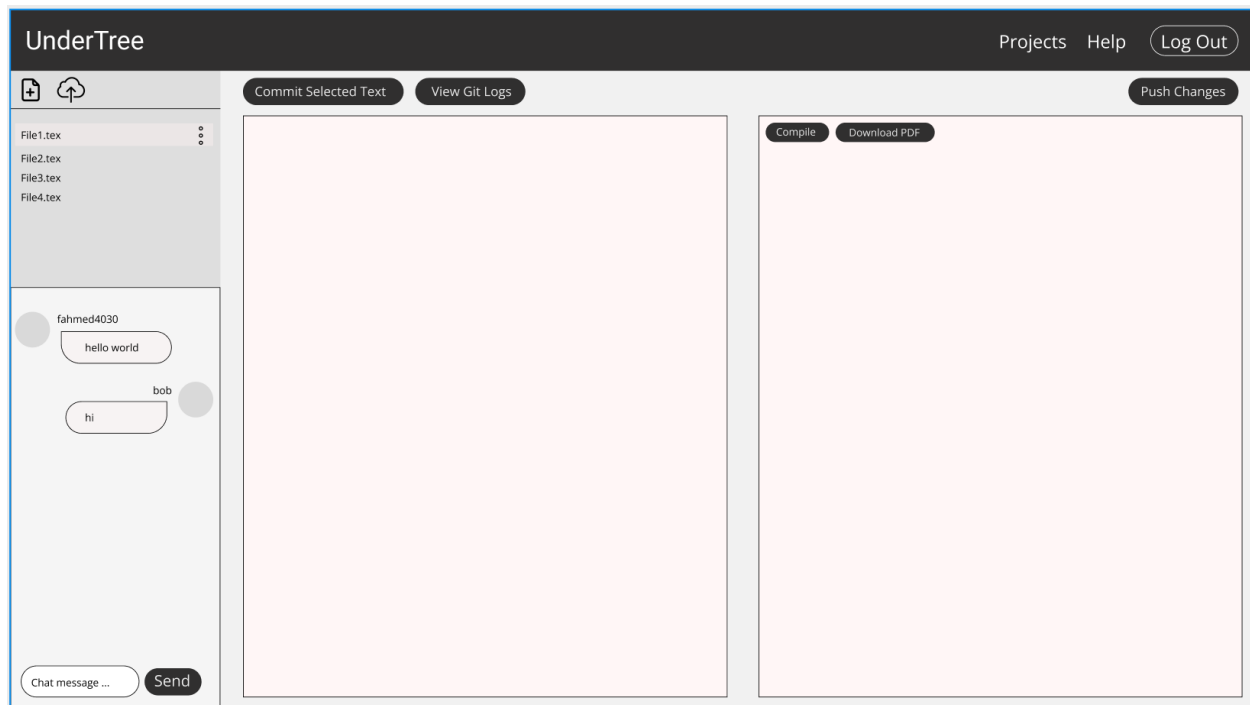 UnderTree
Projects Help Log Out
Commit Selected Text View Git Logs Push Changes
File1.tex
File2.tex
File3.tex
File4.tex
Compile Download PDF
fahmed4030
hello world
bob
hi
Chat message ... Send